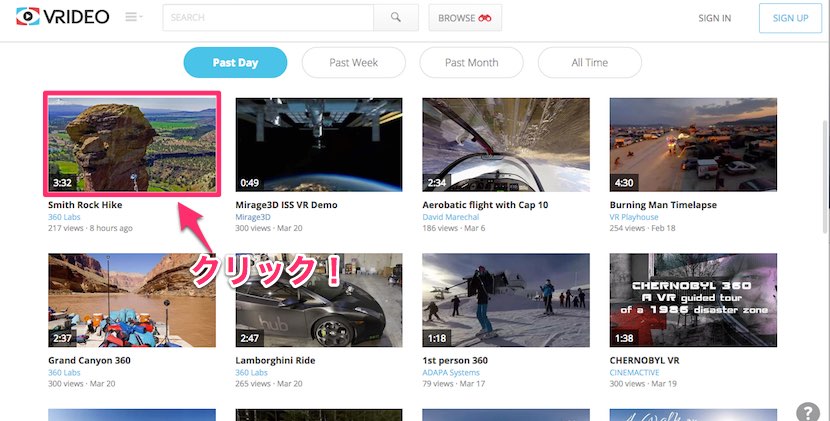 VRIDEO
SEARCH
BROWSE
SIGN IN
SIGN UP
Past Day
Past Week
Past Month
All Time
3:32
0:49
2:34
4:30
Smith Rock Hike
360 Labs
217 views · 8 hours ago
Mirage3D ISS VR Demo
Mirage3D
300 views · Mar 20
Aerobatic flight with Cap 10
David Marechal
186 views · Mar 6
Burning Man Timelapse
VR Playhouse
254 views · Feb 18
クリック！
2:37
hub
2:47
1:18
CHERNOBYL 360
A VR guided tour
of a 1986 disaster zone
1:38
Grand Canyon 360
360 Labs
300 views · Mar 20
Lamborghini Ride
360 Labs
265 views · Mar 20
1st person 360
ADAPA Systems
79 views · Mar 17
CHERNOBYL VR
CINEMACTIVE
300 views · Mar 19
?